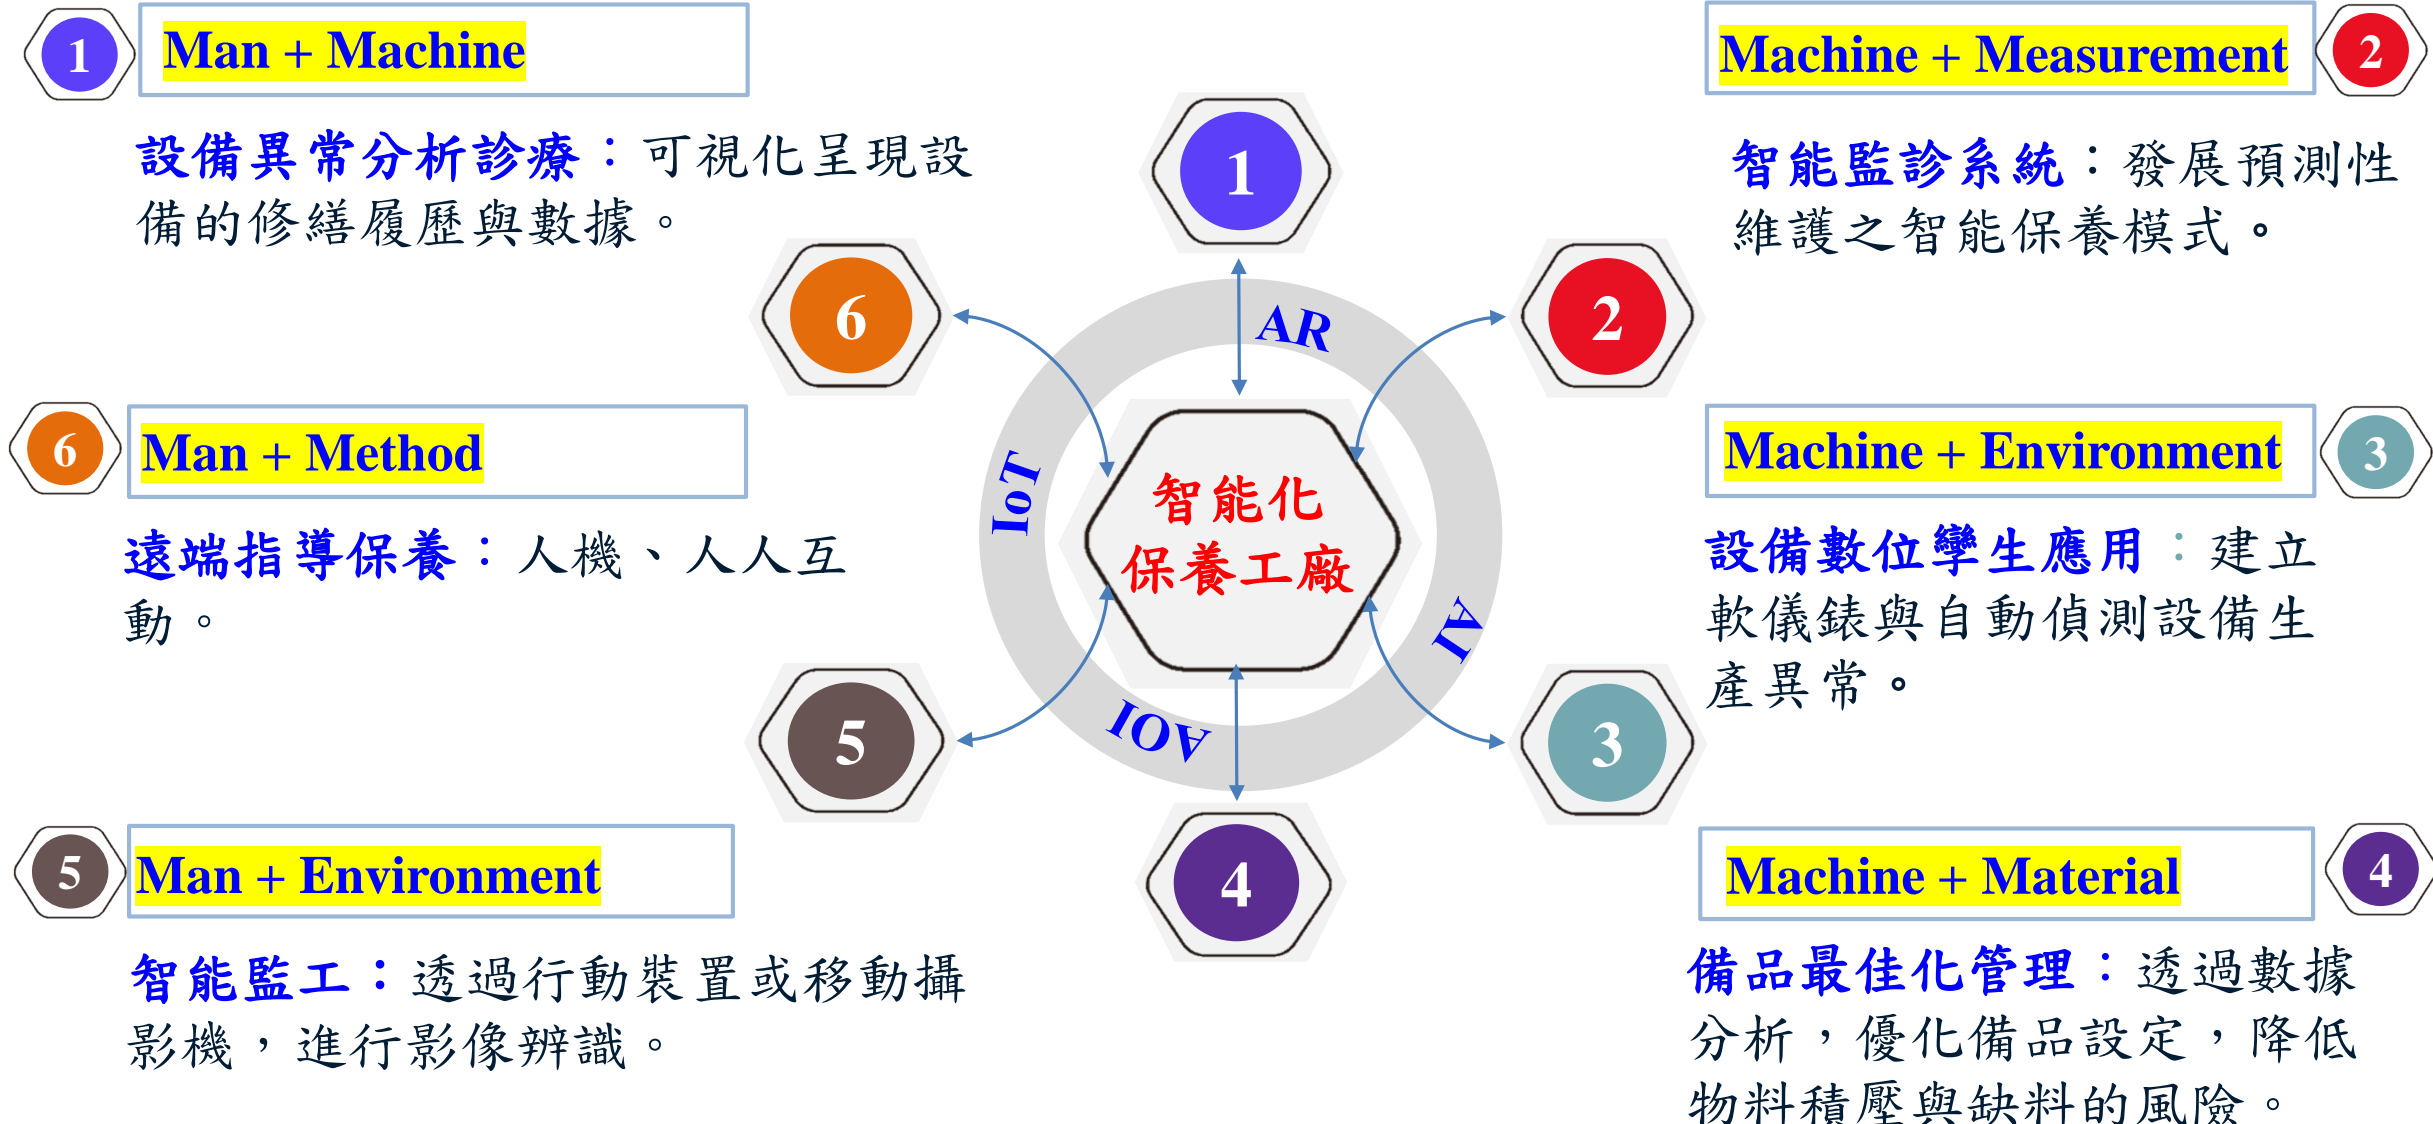 1
Man + Machine
設備異常分析診療：可視化呈現設
備的修繕履歷與數據。
Machine + Measurement
2
智能監診系統：發展預測性
維護之智能保養模式。
1
6
2
AR
IoT
AI
AOI
智能化
保養工廠
5
3
4
6
Man + Method
遠端指導保養：人機、人人互
動。
Machine + Environment
3
設備數位孿生應用：建立
軟儀錶與自動偵測設備生
產異常。
5
Man + Environment
智能監工：透過行動裝置或移動攝
影機，進行影像辨識。
Machine + Material
4
備品最佳化管理：透過數據
分析，優化備品設定，降低
物料積壓與缺料的風險。